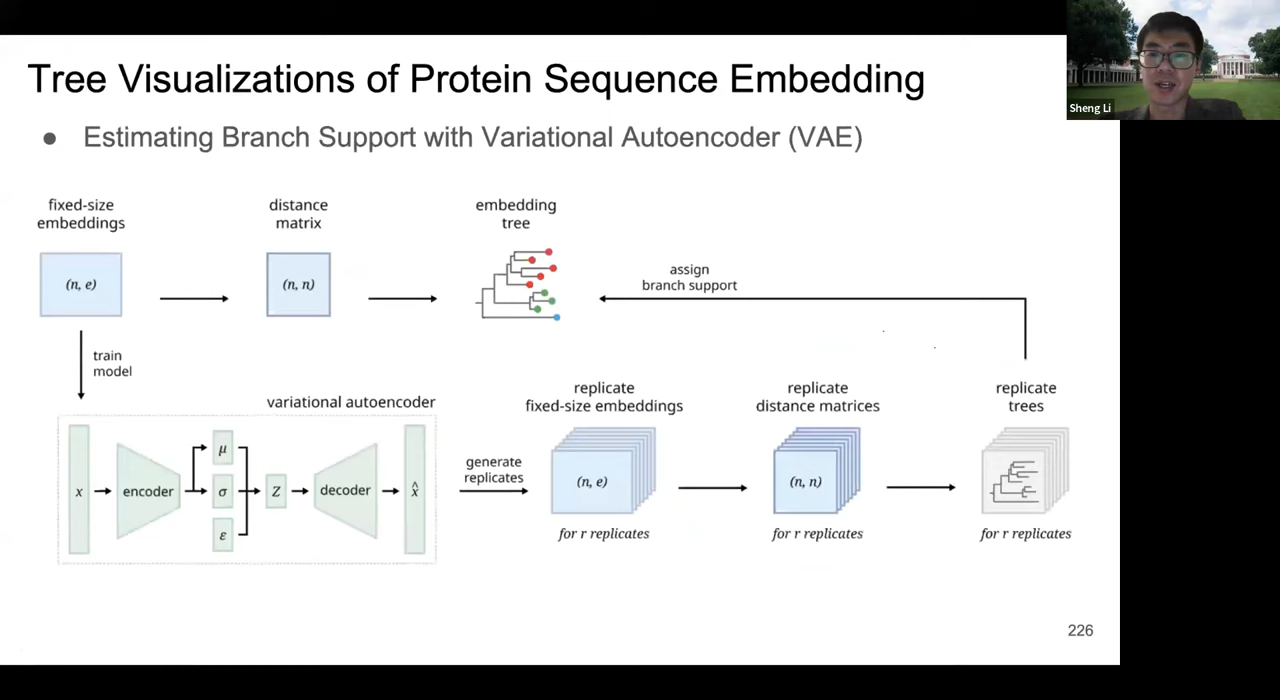 Tree Visualizations of Protein Sequence Embedding
Sheng Li
● Estimating Branch Support with Variational Autoencoder (VAE)
fixed-size
embeddings
distance
matrix
embedding
tree
(n, e)
(n, n)
assign
branch support
train
model
variational autoencoder
replicate
fixed-size embeddings
replicate
distance matrices
replicate
trees
x
encoder
μ
σ
ε
Z
decoder
x̂
generate
replicates
(n, e)
(n, n)
for r replicates
for r replicates
for r replicates
226